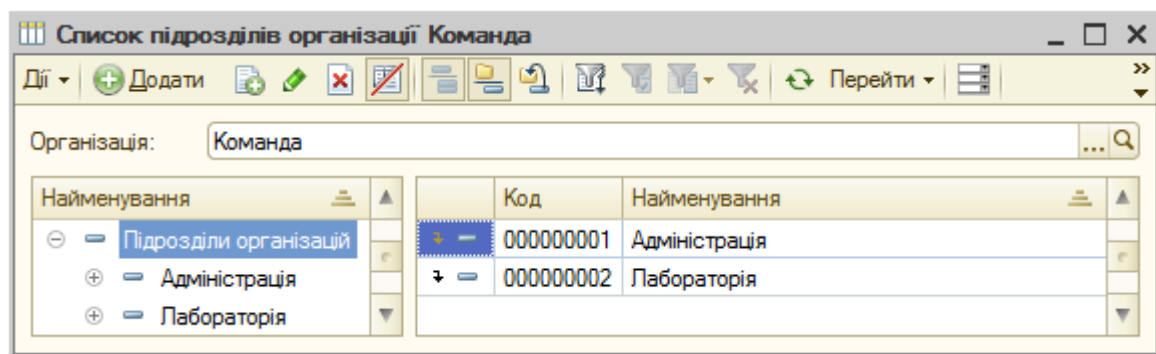 Список підрозділів організації Команда
Дії Додати Перейти
Організація: Команда ...
Найменування Код Найменування
Підрозділи організацій 000000001 Адміністрація
Адміністрація 000000002 Лабораторія
Лабораторія